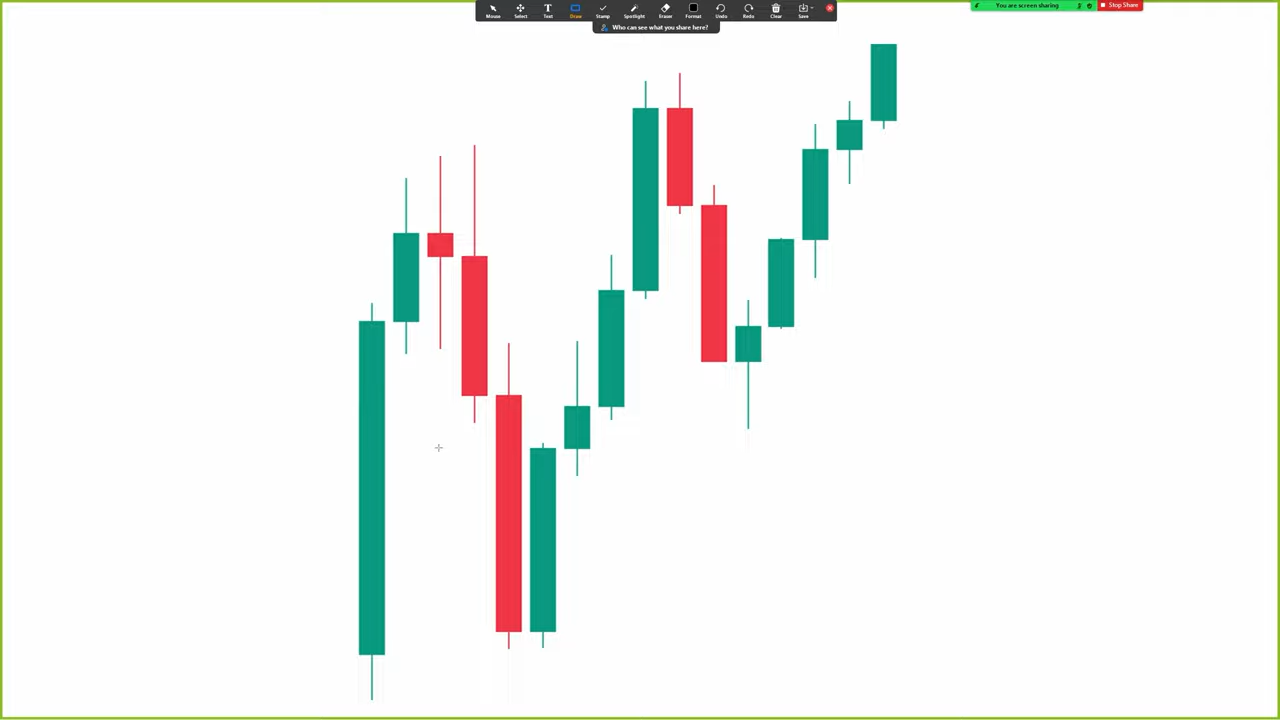 You are screen sharing
Stop Share
Mouse Select Text Draw Stamp Spotlight Eraser Format Undo Redo Clear Save
Who can see what you share here?